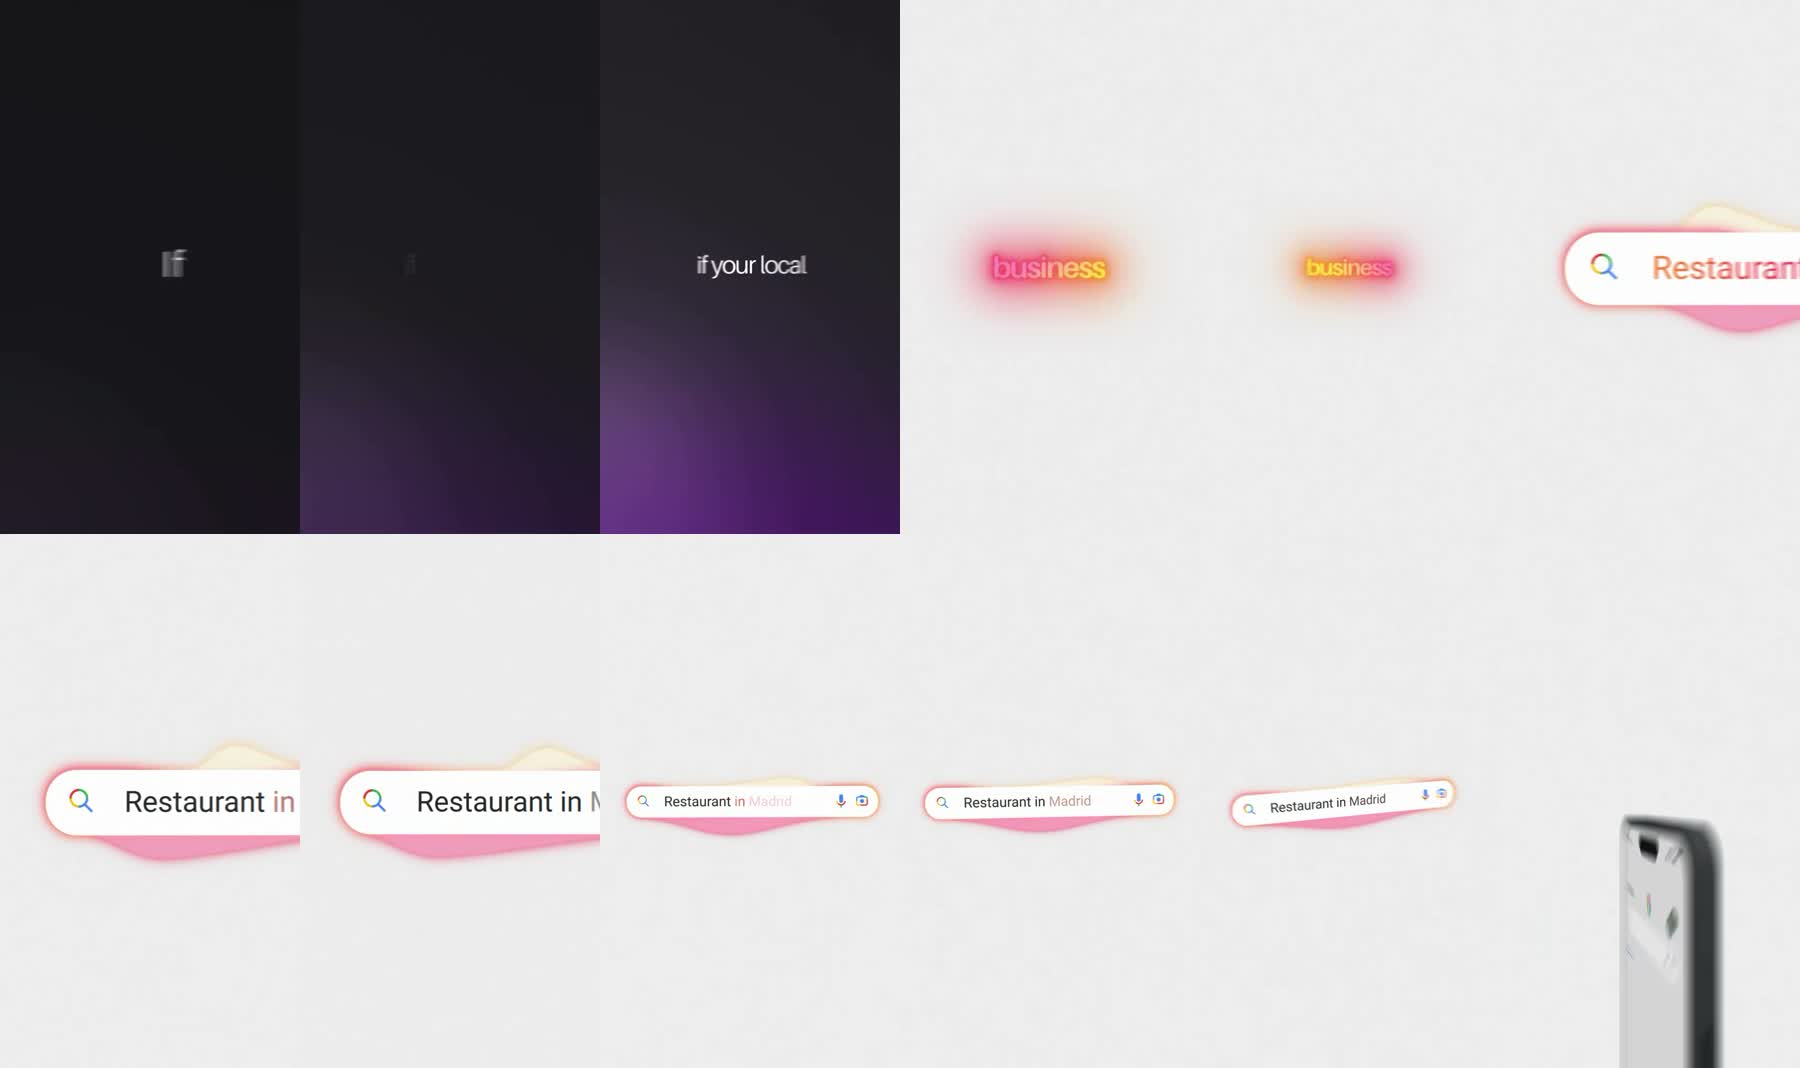 If
if
if your local
business
business
Restaurant
Restaurant in
Restaurant in
Restaurant in Madrid
Restaurant in Madrid
Restaurant in Madrid